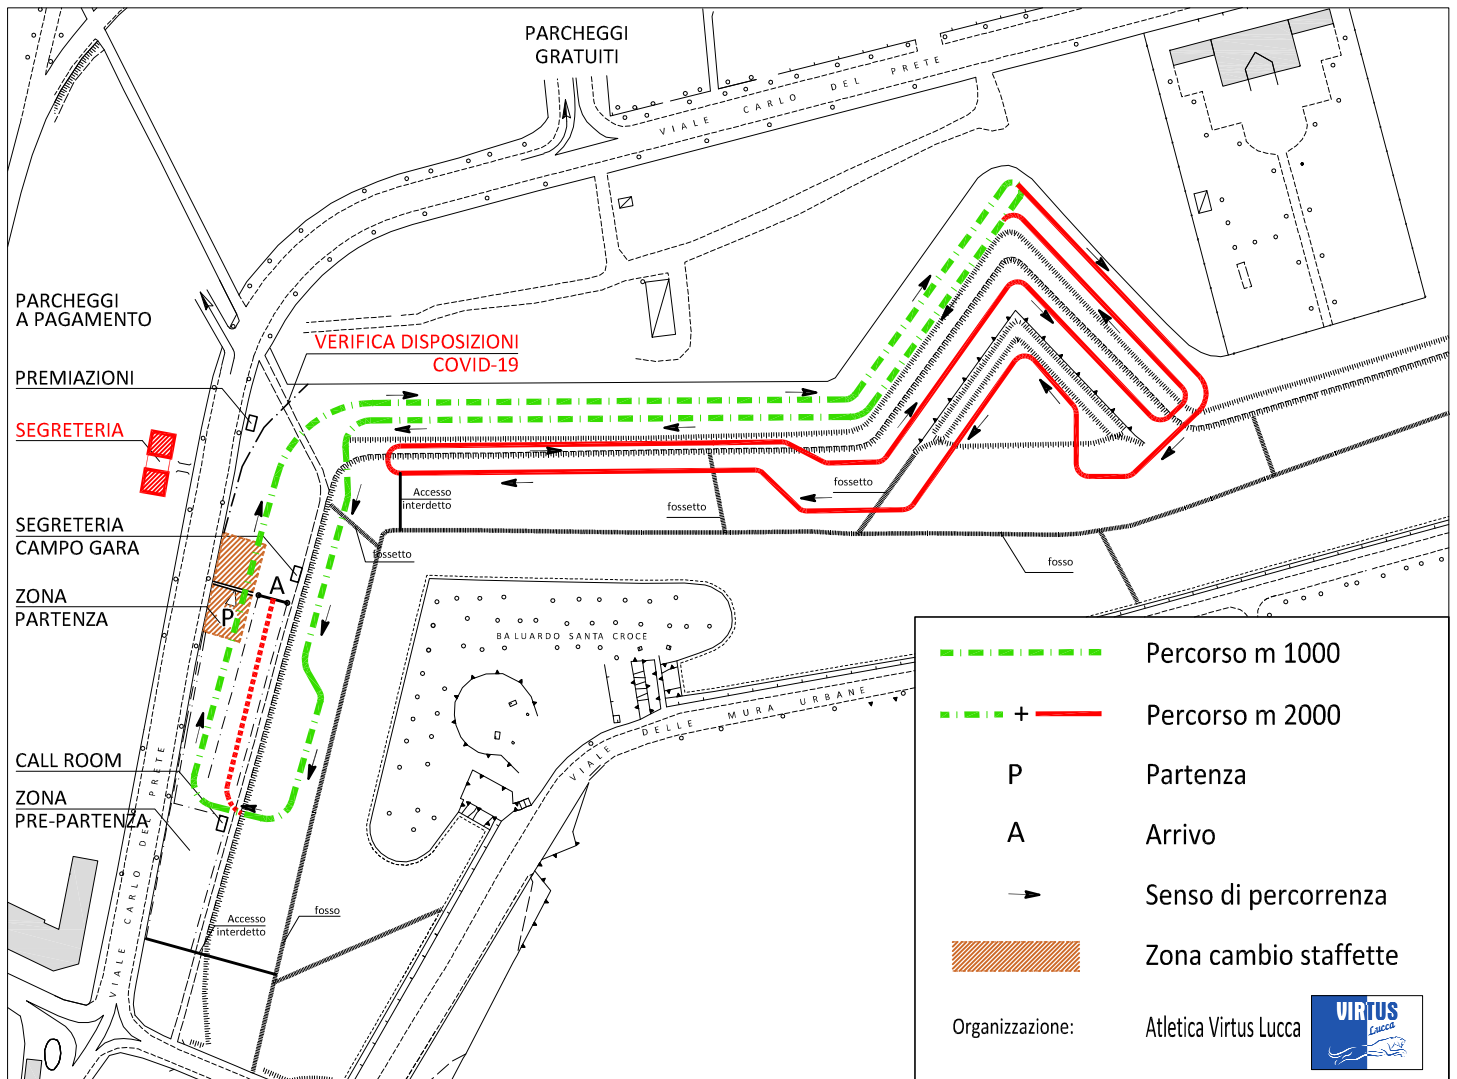 PARCHEGGI
GRATUITI
VIALE CARLO DEL PRETE
PARCHEGGI
A PAGAMENTO
VERIFICA DISPOSIZIONI
COVID-19
PREMIAZIONI
SEGRETERIA
SEGRETERIA
CAMPO GARA
ZONA
PARTENZA
P
A
Accesso
interdetto
fossetto
fossetto
fossetto
fosso
BALUARDO SANTA CROCE
VIALE DELLE MURA URBANE
CALL ROOM
ZONA
PRE-PARTENZA
VIALE CARLO DEL PRETE
Accesso
interdetto
fosso
Percorso m 1000
+ Percorso m 2000
P Partenza
A Arrivo
Senso di percorrenza
Zona cambio staffette
Organizzazione: Atletica Virtus Lucca
VIRTUS
Lucca